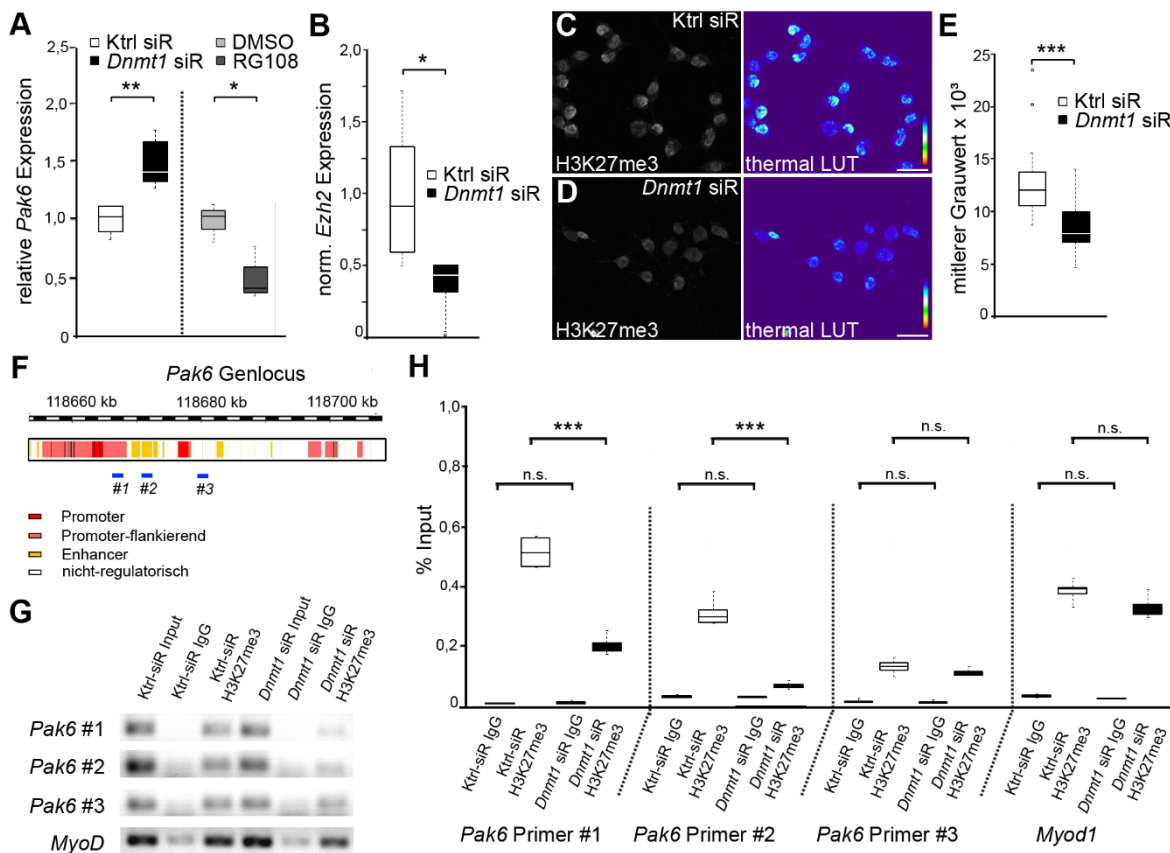 A
Ktrl siR
Dnmt1 siR
DMSO
RG108
2,5
2,0
1,5
1,0
0,5
0
relative Pak6 Expression
**
*
B
2,0
1,5
1,0
0,5
0
norm. Ezh2 Expression
*
Ktrl siR
Dnmt1 siR
C
Ktrl siR
H3K27me3
thermal LUT
D
Dnmt1 siR
H3K27me3
thermal LUT
E
25
20
15
10
5
0
mitlerer Grauwert x 10³
***
Ktrl siR
Dnmt1 siR
F
Pak6 Genlocus
118660 kb
118680 kb
118700 kb
#1
#2
#3
Promoter
Promoter-flankierend
Enhancer
nicht-regulatorisch
G
Ktrl-siR Input
Ktrl-siR IgG
Ktrl-siR
H3K27me3
Dnmt1 siR Input
Dnmt1 siR IgG
Dnmt1 siR
H3K27me3
Pak6 #1
Pak6 #2
Pak6 #3
MyoD
H
1,0
0,8
0,6
0,4
0,2
0
% Input
***
n.s.
***
n.s.
n.s.
n.s.
n.s.
n.s.
Ktrl-siR IgG
Ktrl-siR
H3K27me3
Dnmt1 siR IgG
Dnmt1 siR
H3K27me3
Ktrl-siR IgG
Ktrl-siR
H3K27me3
Dnmt1 siR IgG
Dnmt1 siR
H3K27me3
Ktrl-siR IgG
Ktrl-siR
H3K27me3
Dnmt1 siR IgG
Dnmt1 siR
H3K27me3
Ktrl-siR IgG
Ktrl-siR
H3K27me3
Dnmt1 siR IgG
Dnmt1 siR
H3K27me3
Pak6 Primer #1
Pak6 Primer #2
Pak6 Primer #3
Myod1